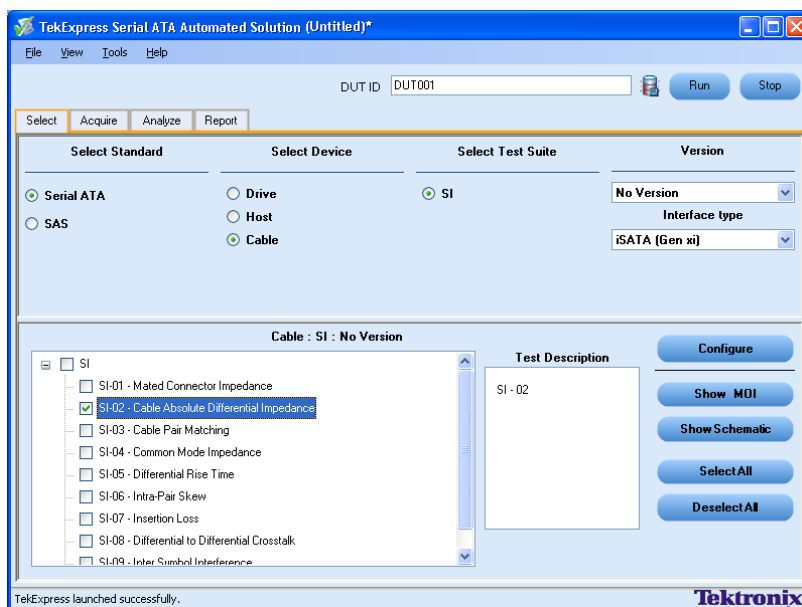 TekExpress Serial ATA Automated Solution (Untitled)*
File View Tools Help
DUT ID DUT001 Run Stop
Select Acquire Analyze Report
Select Standard Select Device Select Test Suite Version
Serial ATA Drive SI No Version
SAS Host Interface type
Cable iSATA (Gen xi)
Cable : SI : No Version
SI
SI-01 - Mated Connector Impedance
SI-02 - Cable Absolute Differential Impedance
SI-03 - Cable Pair Matching
SI-04 - Common Mode Impedance
SI-05 - Differential Rise Time
SI-06 - Intra-Pair Skew
SI-07 - Insertion Loss
SI-08 - Differential to Differential Crosstalk
SI-09 - Inter Symbol Interference
Test Description
SI - 02
Configure
Show MOI
Show Schematic
Select All
Deselect All
TekExpress launched successfully.
Tektronix